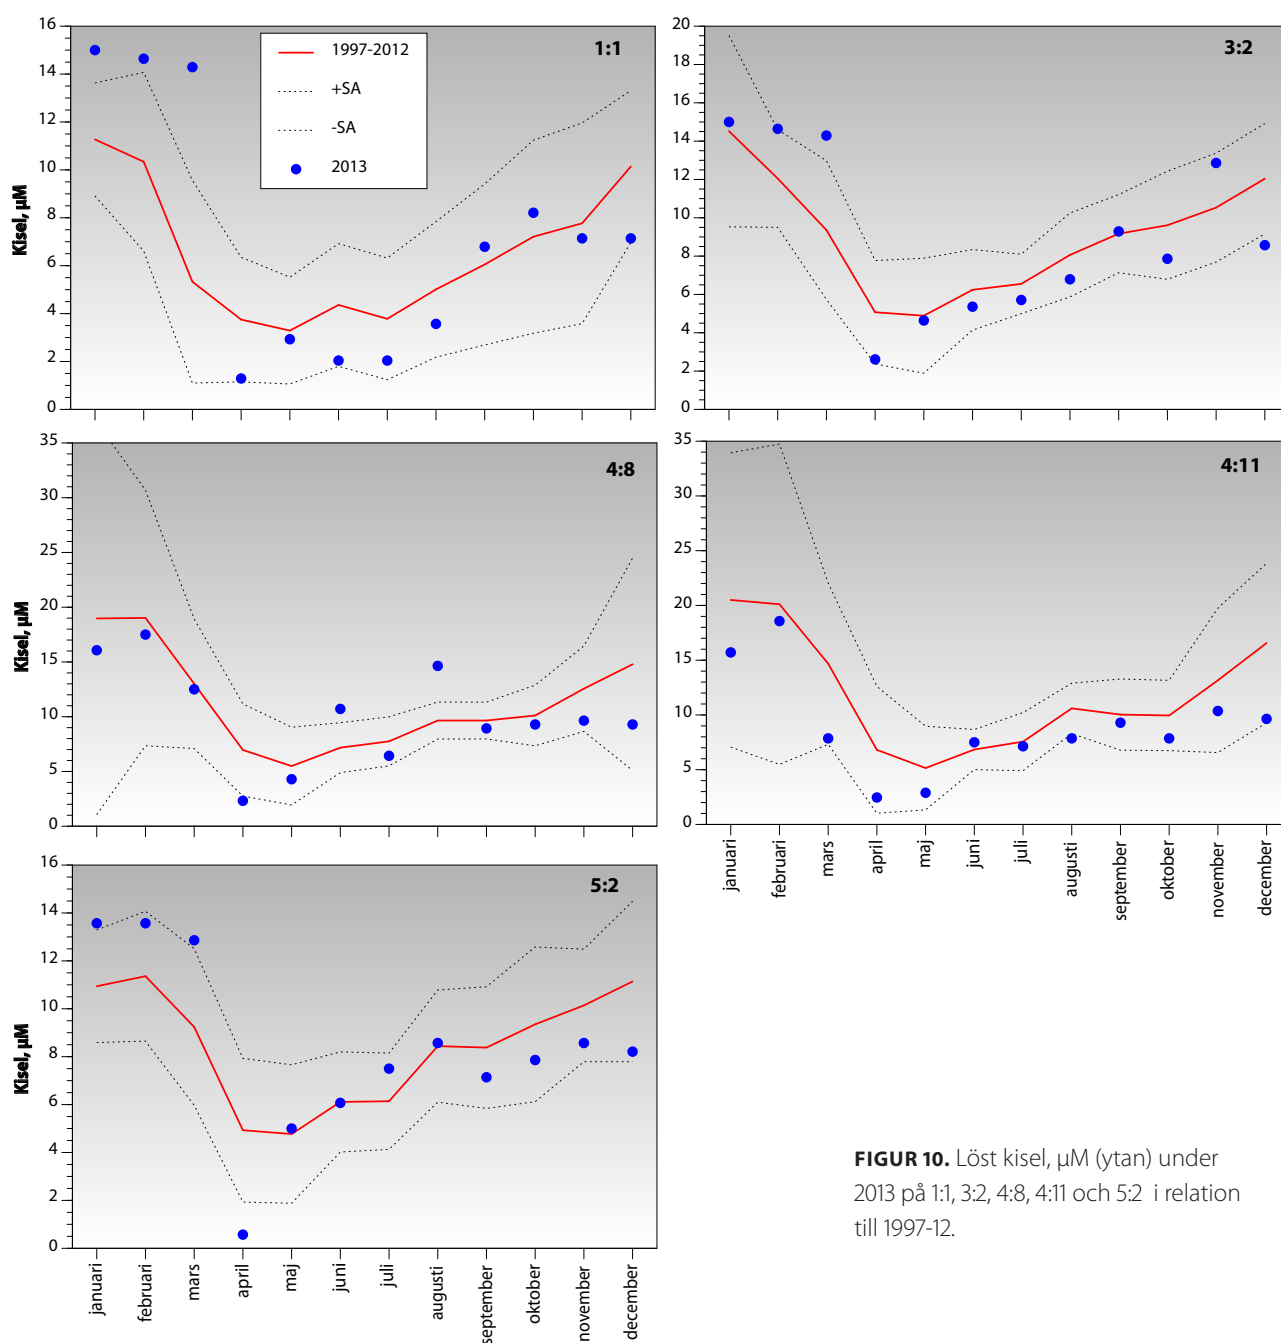 1:1
1997-2012
+SA
-SA
2013
Kisel, µM
16
14
12
10
8
6
4
2
0
3:2
20
18
16
14
12
10
8
6
4
2
0
4:8
Kisel, µM
35
30
25
20
15
10
5
0
4:11
35
30
25
20
15
10
5
0
januari
februari
mars
april
maj
juni
juli
augusti
september
oktober
november
december
5:2
Kisel, µM
16
14
12
10
8
6
4
2
0
januari
februari
mars
april
maj
juni
juli
augusti
september
oktober
november
december
FIGUR 10. Löst kisel, µM (ytan) under
2013 på 1:1, 3:2, 4:8, 4:11 och 5:2 i relation
till 1997-12.